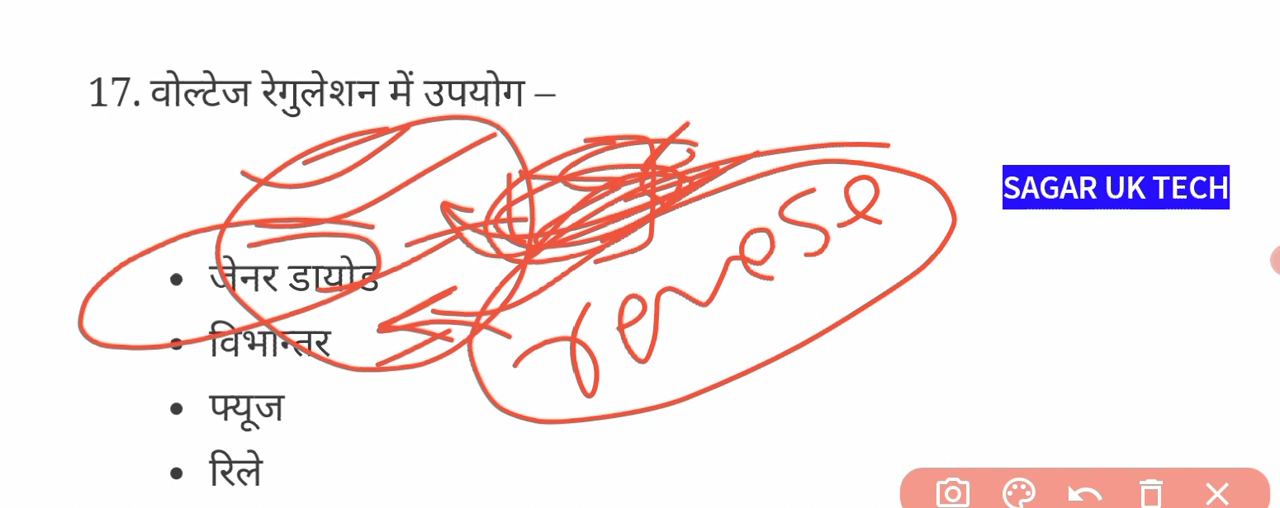 17. वोल्टेज रेगुलेशन में उपयोग –
SAGAR UK TECH
reverse
• जेनर डायोड
• विभान्तर
• फ्यूज
• रिले